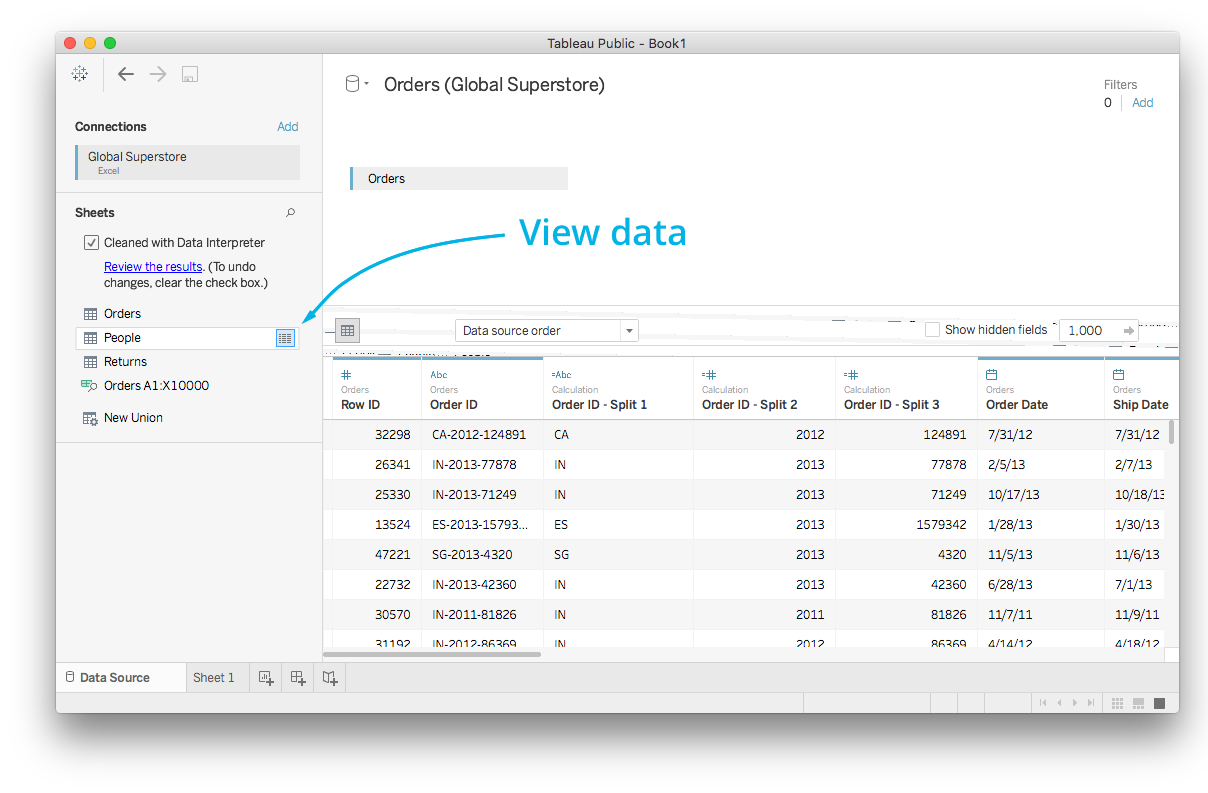 Tableau Public - Book1
Orders (Global Superstore)
Filters
0 Add
Connections Add
Global Superstore
Excel
Orders
Sheets
Cleaned with Data Interpreter
Review the results. (To undo
changes, clear the check box.)
Orders
People
Returns
Orders A1:X10000
New Union
View data
Data source order Show hidden fields 1,000
# Abc =Abc =# =#
Orders Orders Calculation Calculation Calculation Orders Orders
Row ID Order ID Order ID - Split 1 Order ID - Split 2 Order ID - Split 3 Order Date Ship Date
32298 CA-2012-124891 CA 2012 124891 7/31/12 7/31/12
26341 IN-2013-77878 IN 2013 77878 2/5/13 2/7/13
25330 IN-2013-71249 IN 2013 71249 10/17/13 10/18/13
13524 ES-2013-15793... ES 2013 1579342 1/28/13 1/30/13
47221 SG-2013-4320 SG 2013 4320 11/5/13 11/6/13
22732 IN-2013-42360 IN 2013 42360 6/28/13 7/1/13
30570 IN-2011-81826 IN 2011 81826 11/7/11 11/9/11
31192 IN-2012-86369 IN 2012 86369 4/14/12 4/18/12
Data Source Sheet 1